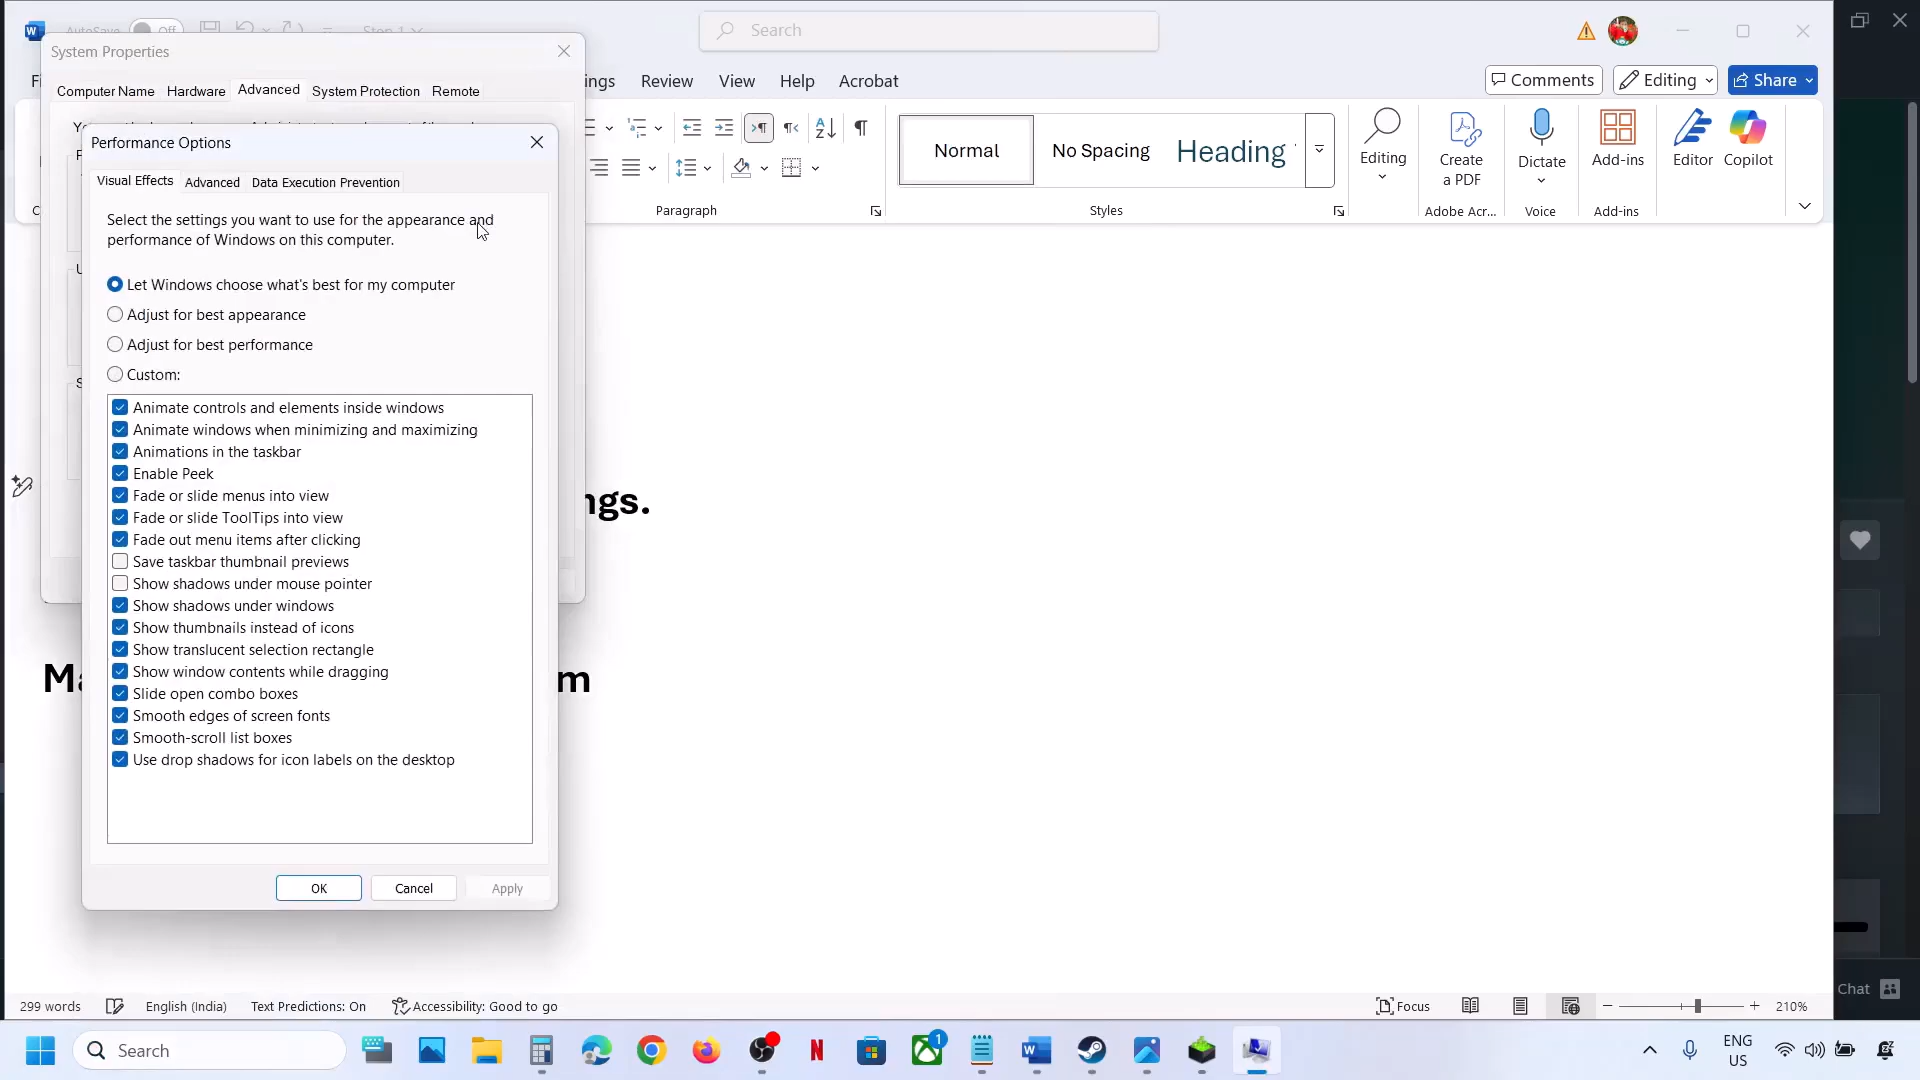 AutoSave
Off
Step 1
Search
System Properties
ings
Review
View
Help
Acrobat
Comments
Editing
Share
Computer Name
Hardware
Advanced
System Protection
Remote
Performance Options
Visual Effects
Advanced
Data Execution Prevention
Select the settings you want to use for the appearance and
performance of Windows on this computer.
Let Windows choose what's best for my computer
Adjust for best appearance
Adjust for best performance
Custom:
Animate controls and elements inside windows
Animate windows when minimizing and maximizing
Animations in the taskbar
Enable Peek
Fade or slide menus into view
Fade or slide ToolTips into view
Fade out menu items after clicking
Save taskbar thumbnail previews
Show shadows under mouse pointer
Show shadows under windows
Show thumbnails instead of icons
Show translucent selection rectangle
Show window contents while dragging
Slide open combo boxes
Smooth edges of screen fonts
Smooth-scroll list boxes
Use drop shadows for icon labels on the desktop
OK
Cancel
Apply
Normal
No Spacing
Heading
Editing
Create
a PDF
Dictate
Add-ins
Editor
Copilot
Paragraph
Styles
Adobe Acr...
Voice
Add-ins
ngs.
Ma
m
299 words
English (India)
Text Predictions: On
Accessibility: Good to go
Focus
210%
Chat
Search
1
ENG
US